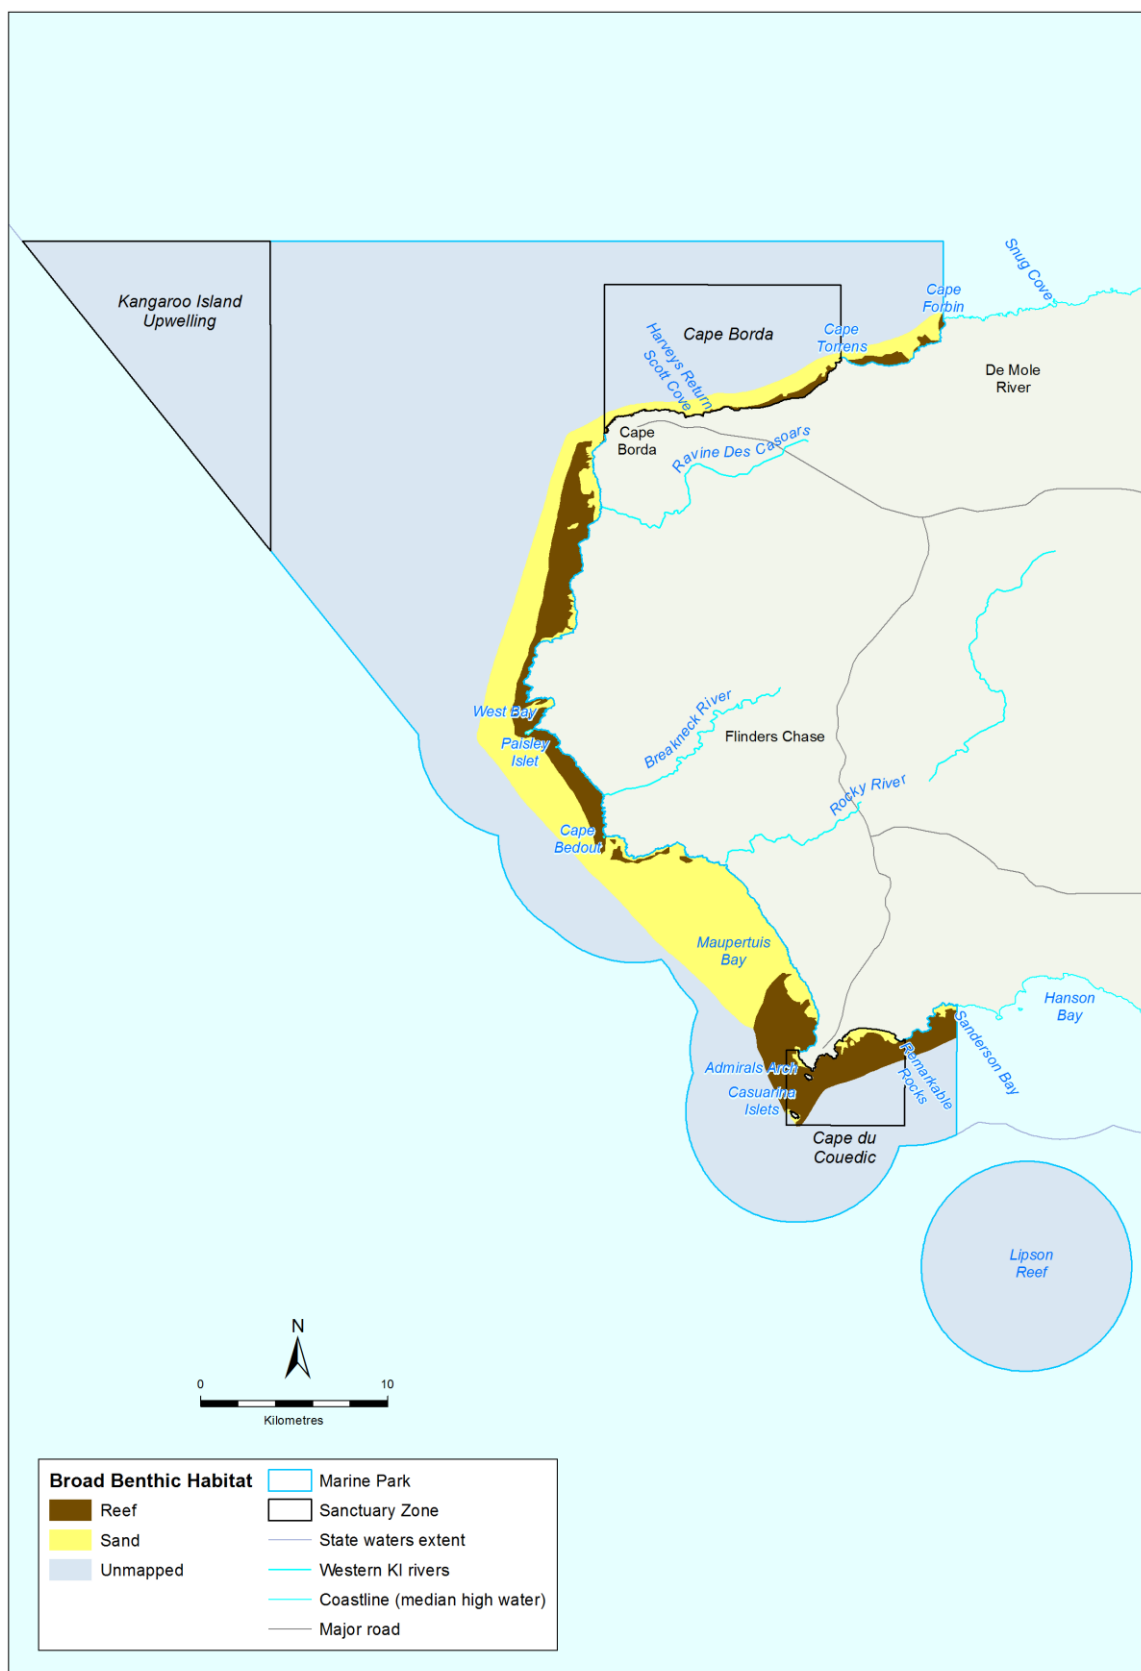 Snug Cove
Cape
Forbin
Kangaroo Island
Upwelling
Cape Borda
Cape
Torrens
Harveys Return
Scott Cove
De Mole
River
Cape
Borda
Ravine Des Casoars
West Bay
Paisley
Islet
Breakneck River
Flinders Chase
Rocky River
Cape
Bedout
Maupertuis
Bay
Hanson
Bay
Sanderson Bay
Admirals Arch
Remarkable
Rocks
Casuarina
Islets
Cape du
Couedic
Lipson
Reef
N
0 10
Kilometres
Broad Benthic Habitat
Reef
Sand
Unmapped
Marine Park
Sanctuary Zone
State waters extent
Western KI rivers
Coastline (median high water)
Major road